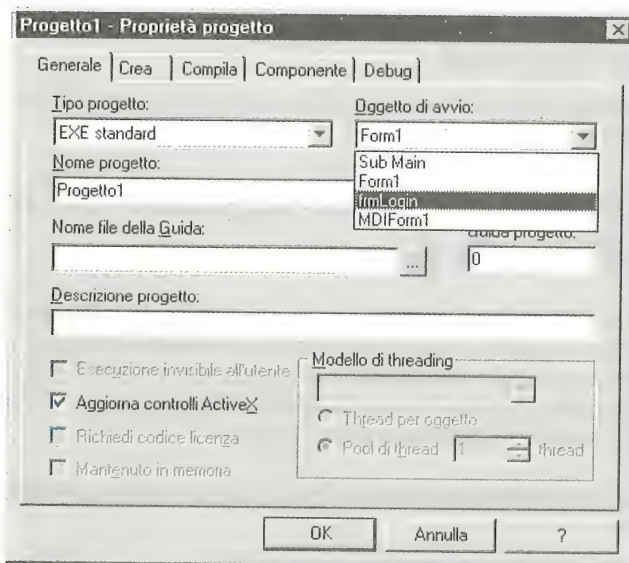 Progetto1 - Proprietà progetto
Generale Crea Compila Componente Debug
Tipo progetto: Oggetto di avvio:
EXE standard Form1
Nome progetto: Sub Main
Progetto1 Form1
frmLogin
MDIForm1
Nome file della Guida: Guida progetto:
... 0
Descrizione progetto:
Esecuzione invisibile all'utente
Aggiorna controlli ActiveX
Richiedi codice licenza
Mantenuto in memoria
Modello di threading
Thread per oggetto
Pool di thread 1 thread
OK Annulla ?